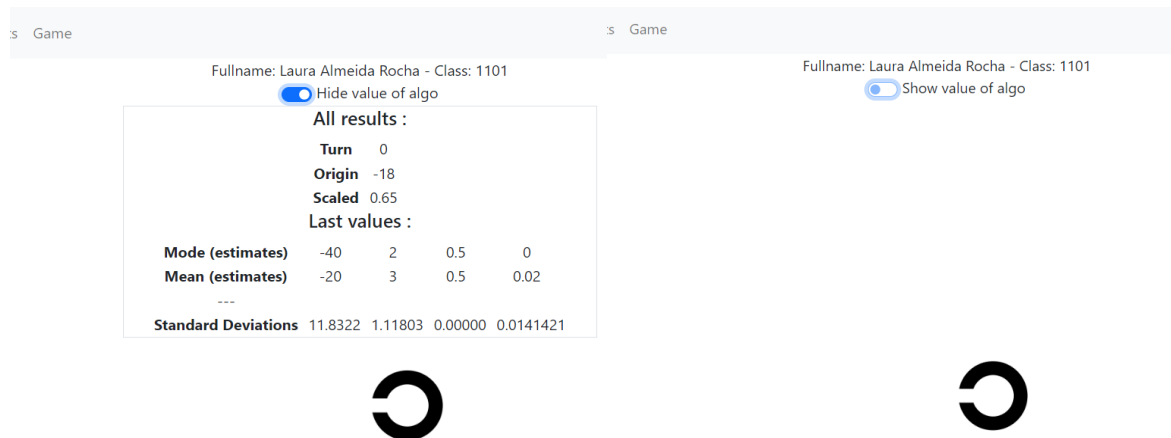 s Game
Fullname: Laura Almeida Rocha - Class: 1101
Hide value of algo
All results :
Turn 0
Origin -18
Scaled 0.65
Last values :
Mode (estimates) -40 2 0.5 0
Mean (estimates) -20 3 0.5 0.02
---
Standard Deviations 11.8322 1.11803 0.00000 0.0141421
s Game
Fullname: Laura Almeida Rocha - Class: 1101
Show value of algo